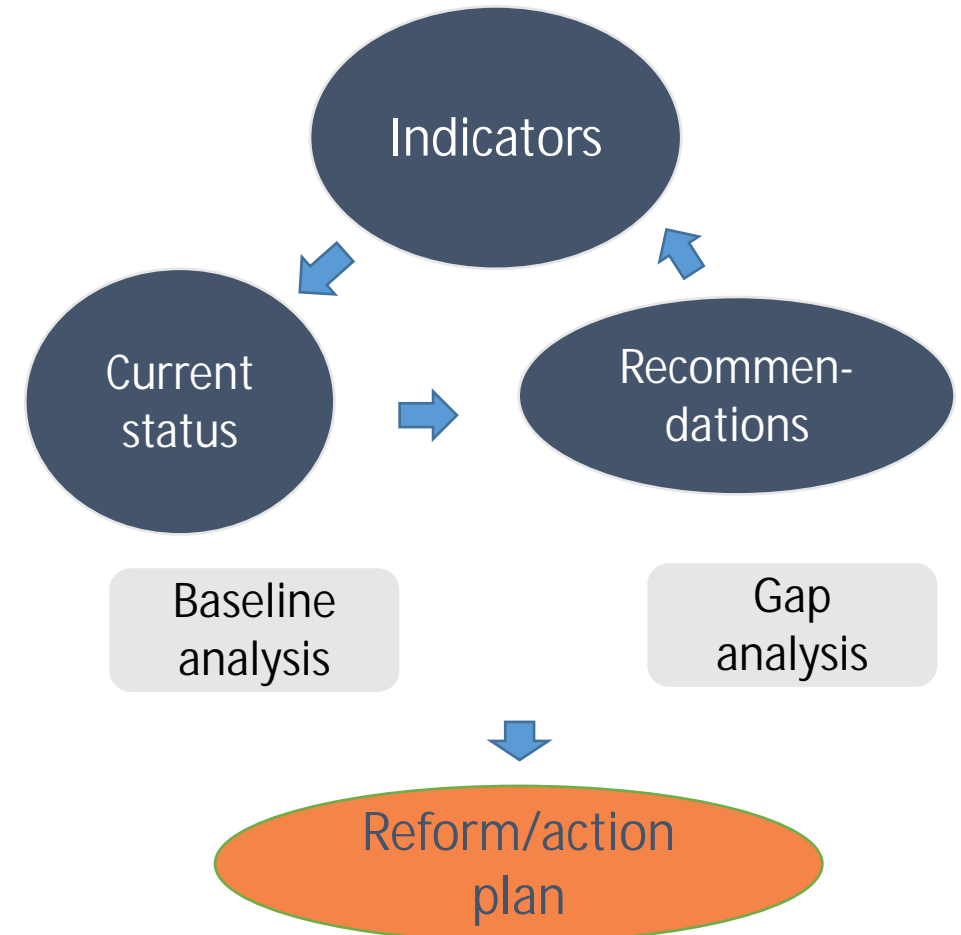 Indicators
Current
status
Recommen-
dations
Baseline
analysis
Gap
analysis
Reform/action
plan